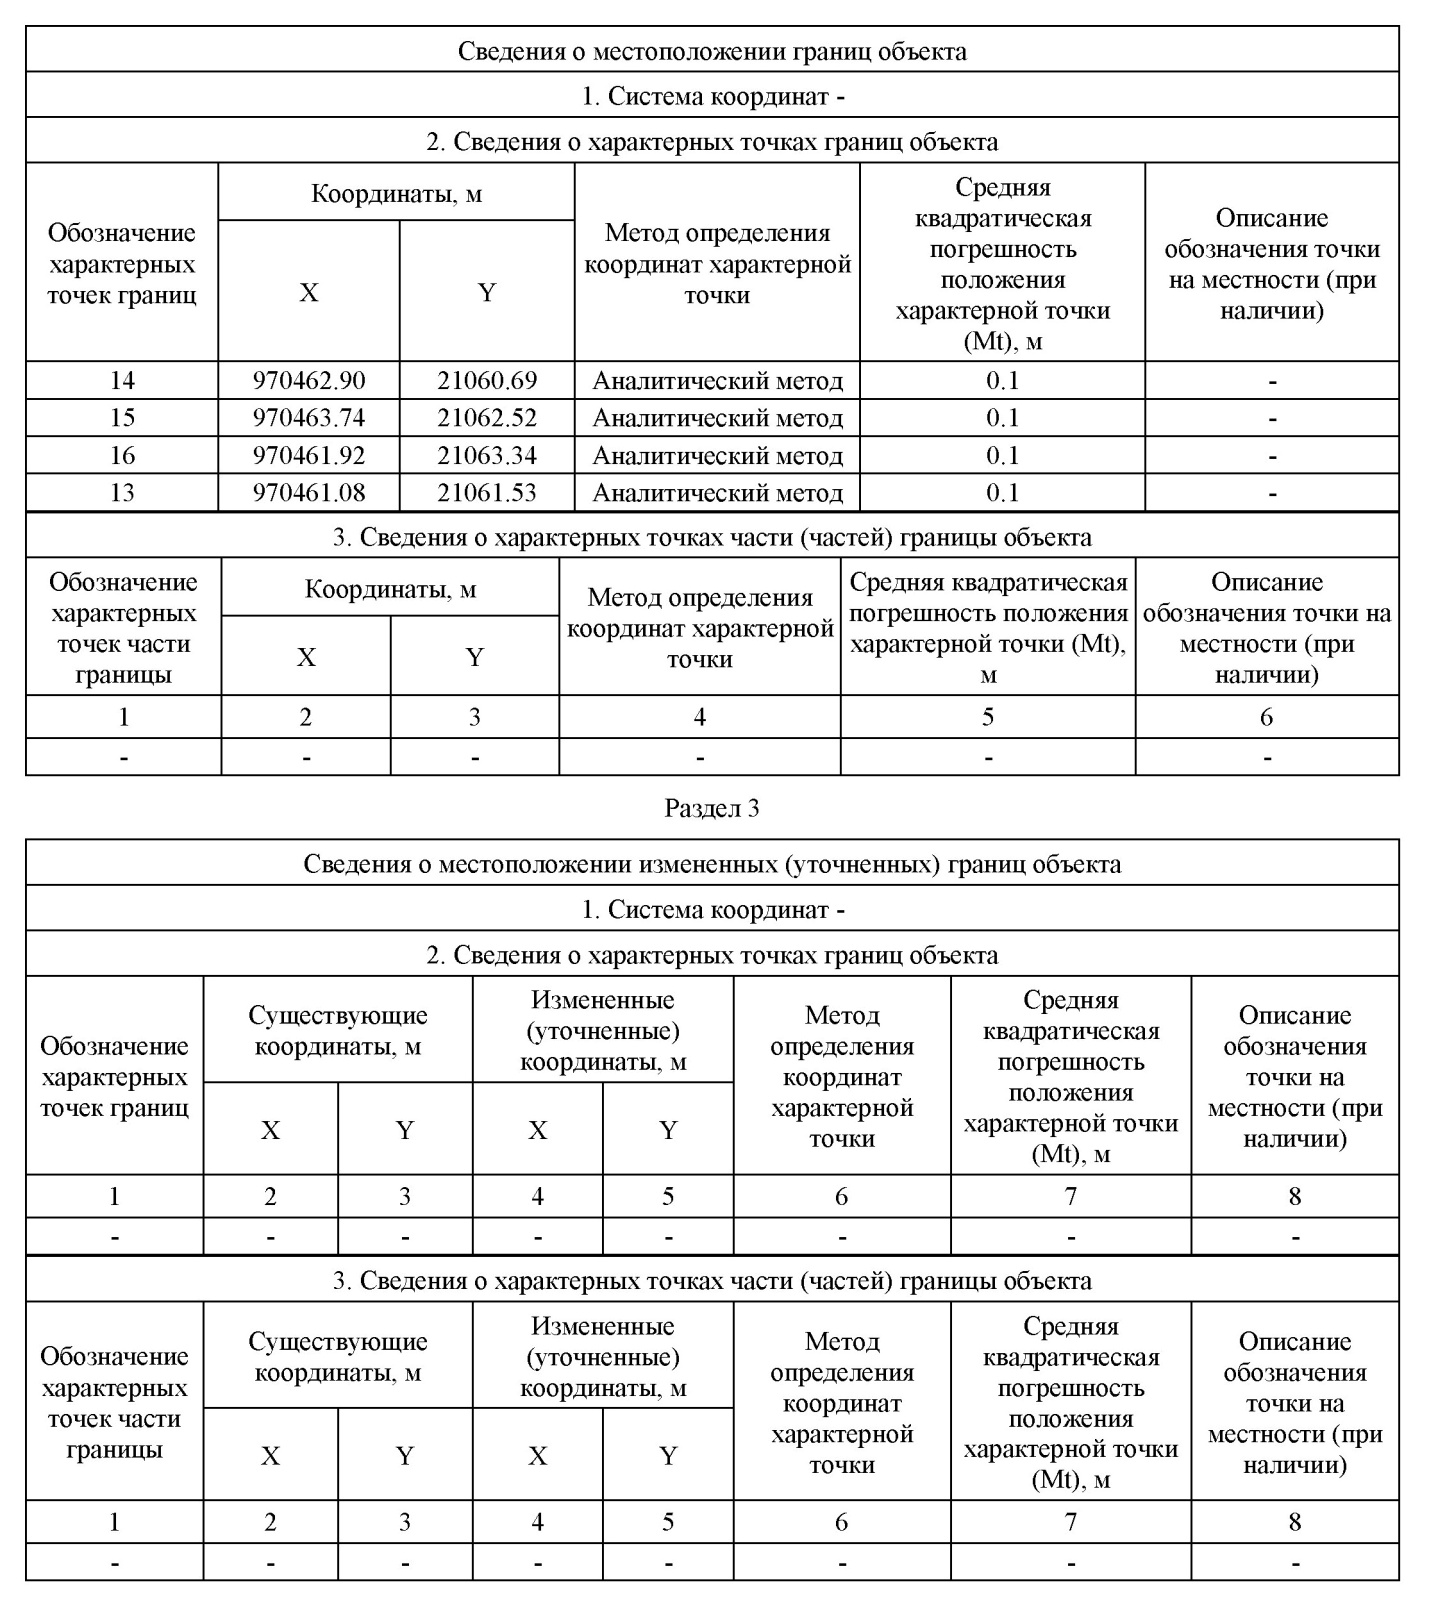 Сведения о местоположении границ объекта
1. Система координат -
2. Сведения о характерных точках границ объекта
Обозначение
характерных
точек границ
Координаты, м
X
Y
Метод определения
координат характерной
точки
Средняя
квадратическая
погрешность
положения
характерной точки
(Mt), м
Описание
обозначения точки
на местности (при
наличии)
14 970462.90 21060.69 Аналитический метод 0.1 -
15 970463.74 21062.52 Аналитический метод 0.1 -
16 970461.92 21063.34 Аналитический метод 0.1 -
13 970461.08 21061.53 Аналитический метод 0.1 -
3. Сведения о характерных точках части (частей) границы объекта
Обозначение
характерных
точек части
границы
Координаты, м
X
Y
Метод определения
координат характерной
точки
Средняя квадратическая
погрешность положения
характерной точки (Mt),
м
Описание
обозначения точки на
местности (при
наличии)
1 2 3 4 5 6
- - - - - -
Раздел 3
Сведения о местоположении измененных (уточненных) границ объекта
1. Система координат -
2. Сведения о характерных точках границ объекта
Обозначение
характерных
точек границ
Существующие
координаты, м
X
Y
Измененные
(уточненные)
координаты, м
X
Y
Метод
определения
координат
характерной
точки
Средняя
квадратическая
погрешность
положения
характерной точки
(Mt), м
Описание
обозначения
точки на
местности (при
наличии)
1 2 3 4 5 6 7 8
- - - - - - - -
3. Сведения о характерных точках части (частей) границы объекта
Обозначение
характерных
точек части
границы
Существующие
координаты, м
X
Y
Измененные
(уточненные)
координаты, м
X
Y
Метод
определения
координат
характерной
точки
Средняя
квадратическая
погрешность
положения
характерной точки
(Mt), м
Описание
обозначения
точки на
местности (при
наличии)
1 2 3 4 5 6 7 8
- - - - - - - -